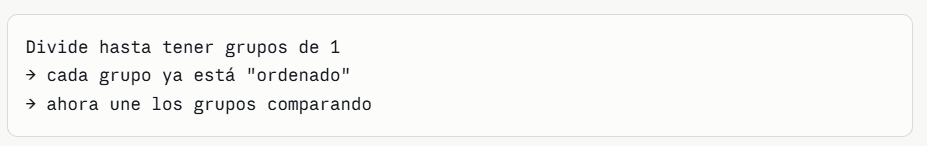 Divide hasta tener grupos de 1
→ cada grupo ya está "ordenado"
→ ahora une los grupos comparando